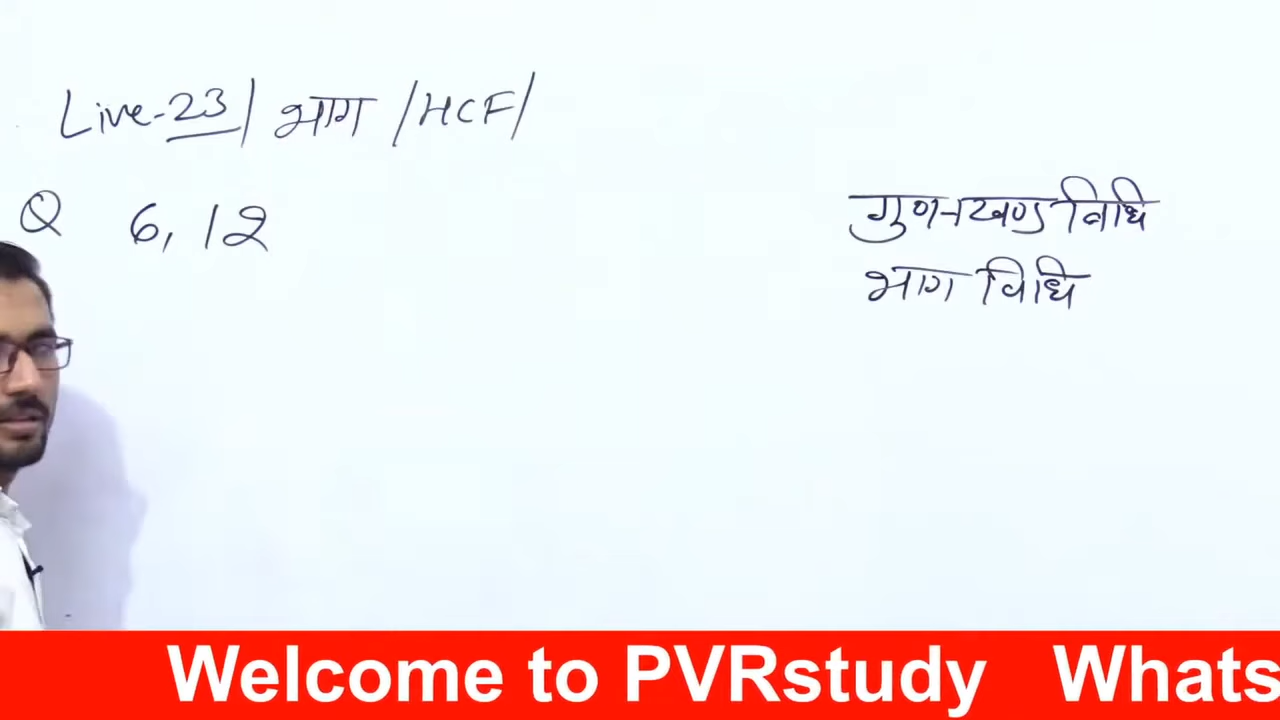 Live-23/ भाग /HCF/
Q 6, 12
गुणनखण्ड विधि
भाग विधि
Welcome to PVRstudy Whats